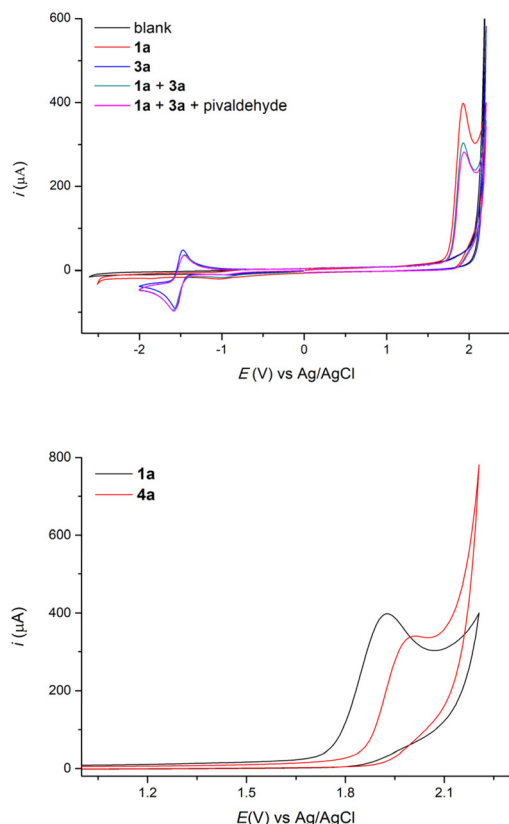 600
400
200
0
i (µA)
blank
1a
3a
1a + 3a
1a + 3a + pivaldehyde
-2 -1 0 1 2
E (V) vs Ag/AgCl
800
600
400
200
0
i (µA)
1a
4a
1.2 1.5 1.8 2.1
E(V) vs Ag/AgCl